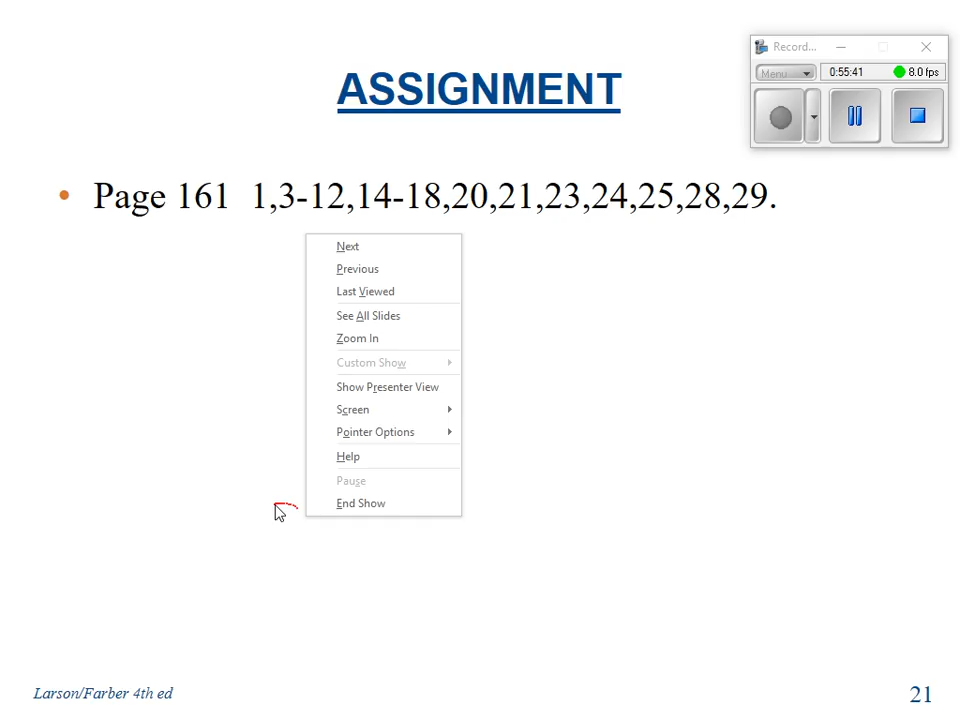 Record...
Menu
0:55:41
8.0 fps
ASSIGNMENT
• Page 161 1,3-12,14-18,20,21,23,24,25,28,29.
Next
Previous
Last Viewed
See All Slides
Zoom In
Custom Show
Show Presenter View
Screen
Pointer Options
Help
Pause
End Show
Larson/Farber 4th ed
21